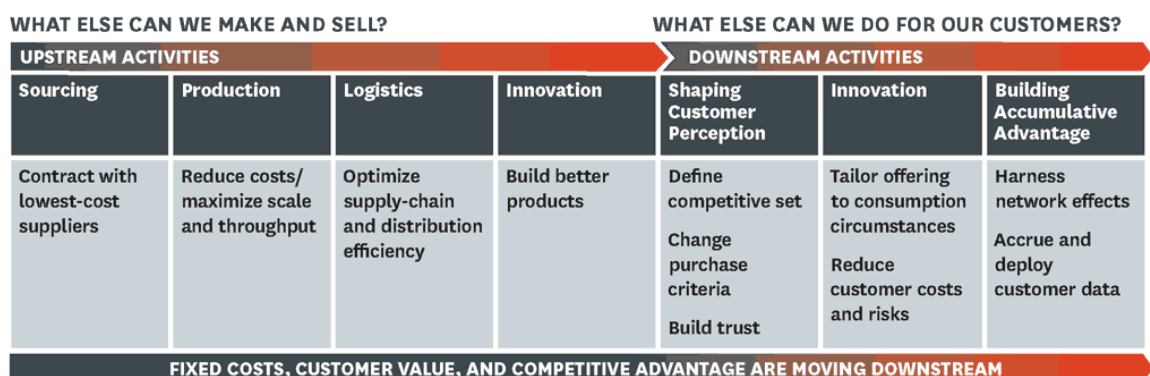 WHAT ELSE CAN WE MAKE AND SELL?
WHAT ELSE CAN WE DO FOR OUR CUSTOMERS?
UPSTREAM ACTIVITIES
DOWNSTREAM ACTIVITIES
Sourcing
Production
Logistics
Innovation
Shaping
Customer
Perception
Innovation
Building
Accumulative
Advantage
Contract with
lowest-cost
suppliers
Reduce costs/
maximize scale
and throughput
Optimize
supply-chain
and distribution
efficiency
Build better
products
Define
competitive set
Change
purchase
criteria
Build trust
Tailor offering
to consumption
circumstances
Reduce
customer costs
and risks
Harness
network effects
Accrue and
deploy
customer data
FIXED COSTS, CUSTOMER VALUE, AND COMPETITIVE ADVANTAGE ARE MOVING DOWNSTREAM